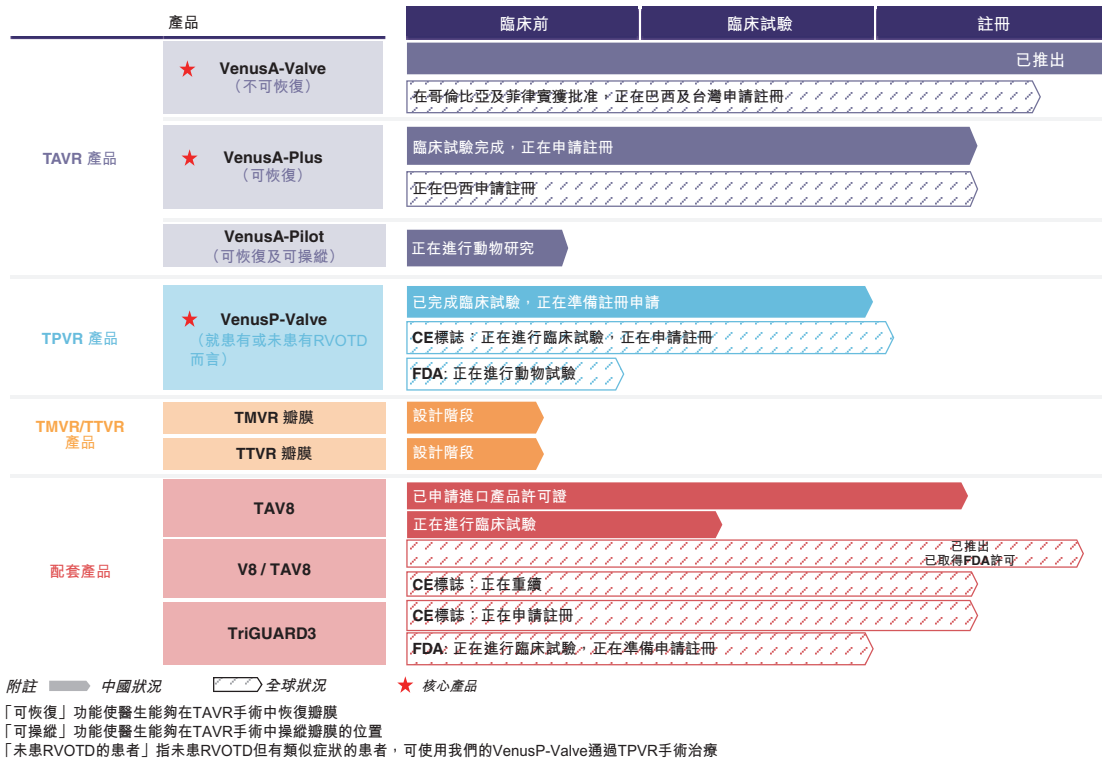 產品
臨床前
臨床試驗
註冊
TAVR 產品
VenusA-Valve
（不可恢復）
已推出
在哥倫比亞及菲律賓獲批准，正在巴西及台灣申請註冊
VenusA-Plus
（可恢復）
臨床試驗完成，正在申請註冊
正在巴西申請註冊
VenusA-Pilot
（可恢復及可操縱）
正在進行動物研究
TPVR 產品
VenusP-Valve
（就患有或未患有RVOTD
而言）
已完成臨床試驗，正在準備註冊申請
CE標誌：正在進行臨床試驗，正在申請註冊
FDA: 正在進行動物試驗
TMVR/TTVR
產品
TMVR 瓣膜
設計階段
TTVR 瓣膜
設計階段
配套產品
TAV8
已申請進口產品許可證
正在進行臨床試驗
V8 / TAV8
已推出
已取得FDA許可
CE標誌：正在重續
TriGUARD3
CE標誌：正在申請註冊
FDA: 正在進行臨床試驗，正在準備申請註冊
附註 中國狀況 全球狀況 核心產品
「可恢復」功能使醫生能夠在TAVR手術中恢復瓣膜
「可操縱」功能使醫生能夠在TAVR手術中操縱瓣膜的位置
「未患RVOTD的患者」指未患RVOTD但有類似症狀的患者，可使用我們的VenusP-Valve通過TPVR手術治療